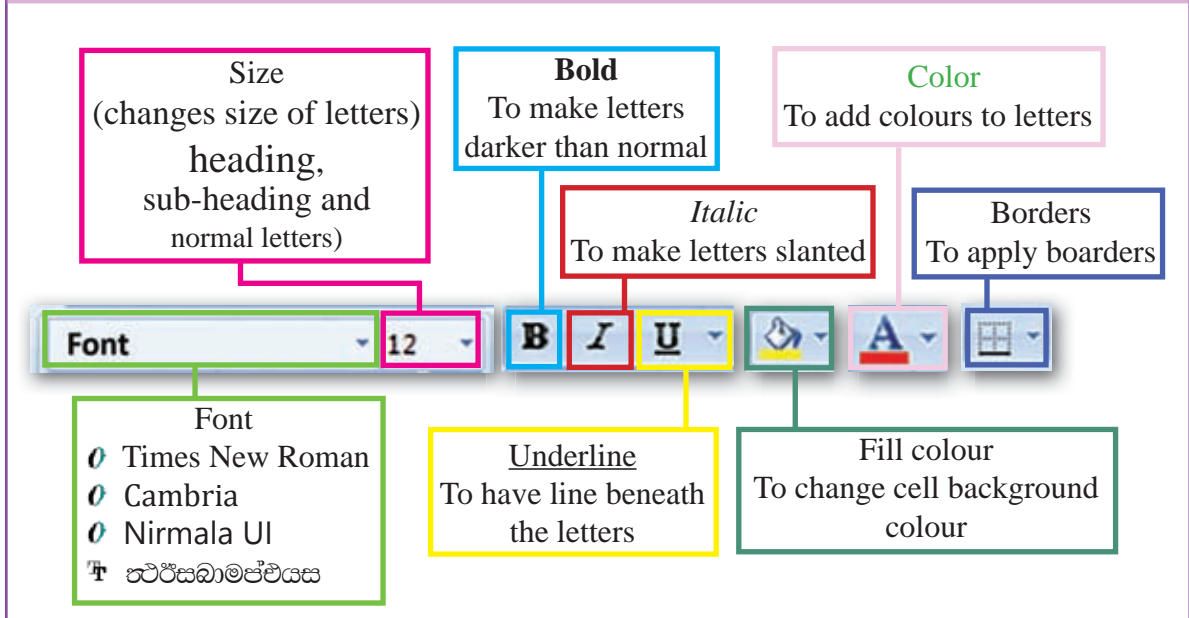 Size
(changes size of letters)
heading,
sub-heading and
normal letters)
Bold
To make letters
darker than normal
Italic
To make letters slanted
Color
To add colours to letters
Borders
To apply boarders
Font
12
B
I
U
A
Font
Times New Roman
Cambria
Nirmala UI
Underline
To have line beneath
the letters
Fill colour
To change cell background
colour